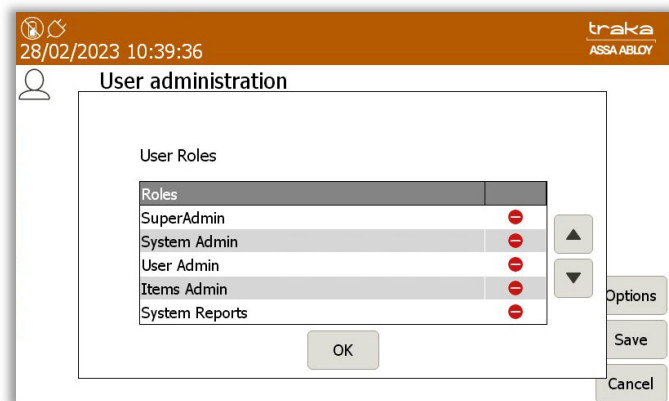 traka
28/02/2023 10:39:36
ASSA ABLOY
User administration
User Roles
Roles
SuperAdmin
System Admin
User Admin
Items Admin
System Reports
Options
Save
OK
Cancel